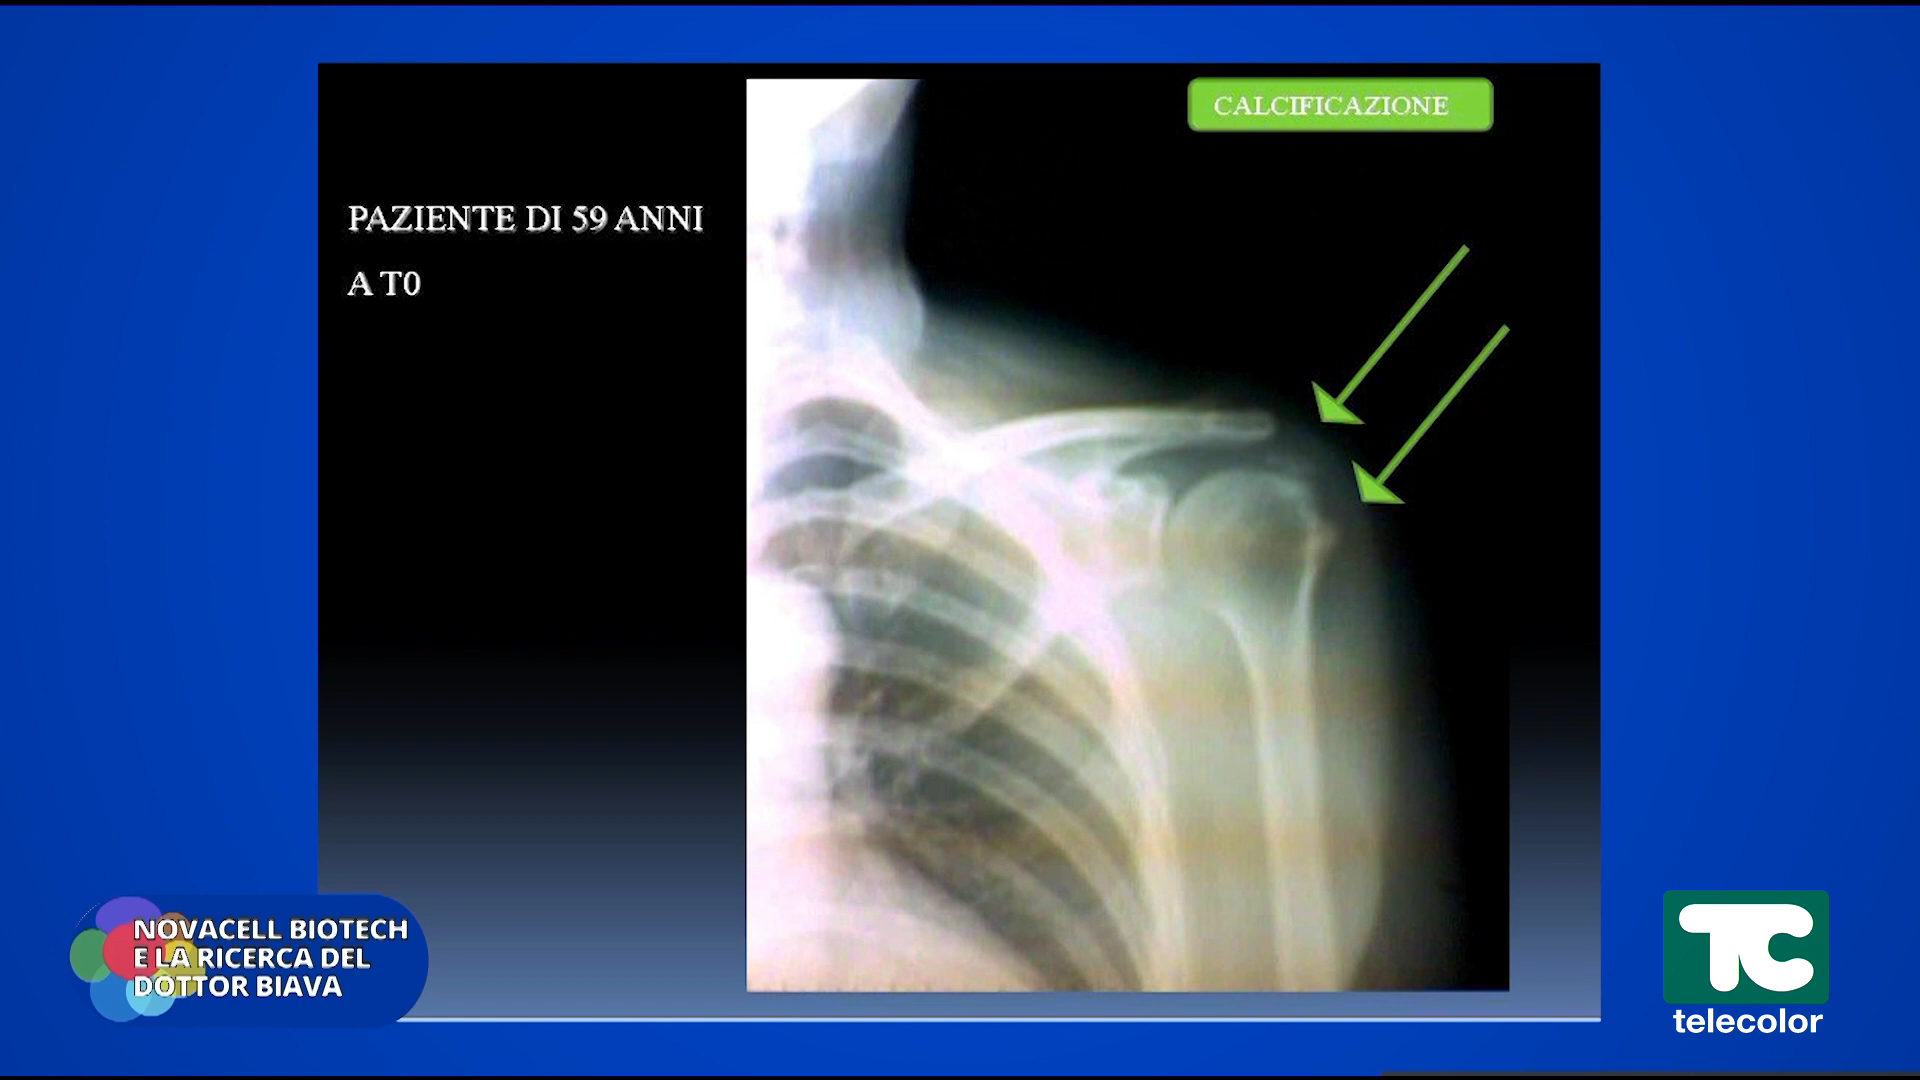 CALCIFICAZIONE
PAZIENTE DI 59 ANNI
A T0
NOVACELL BIOTECH
E LA RICERCA DEL
DOTTOR BIAVA
TC
telecolor